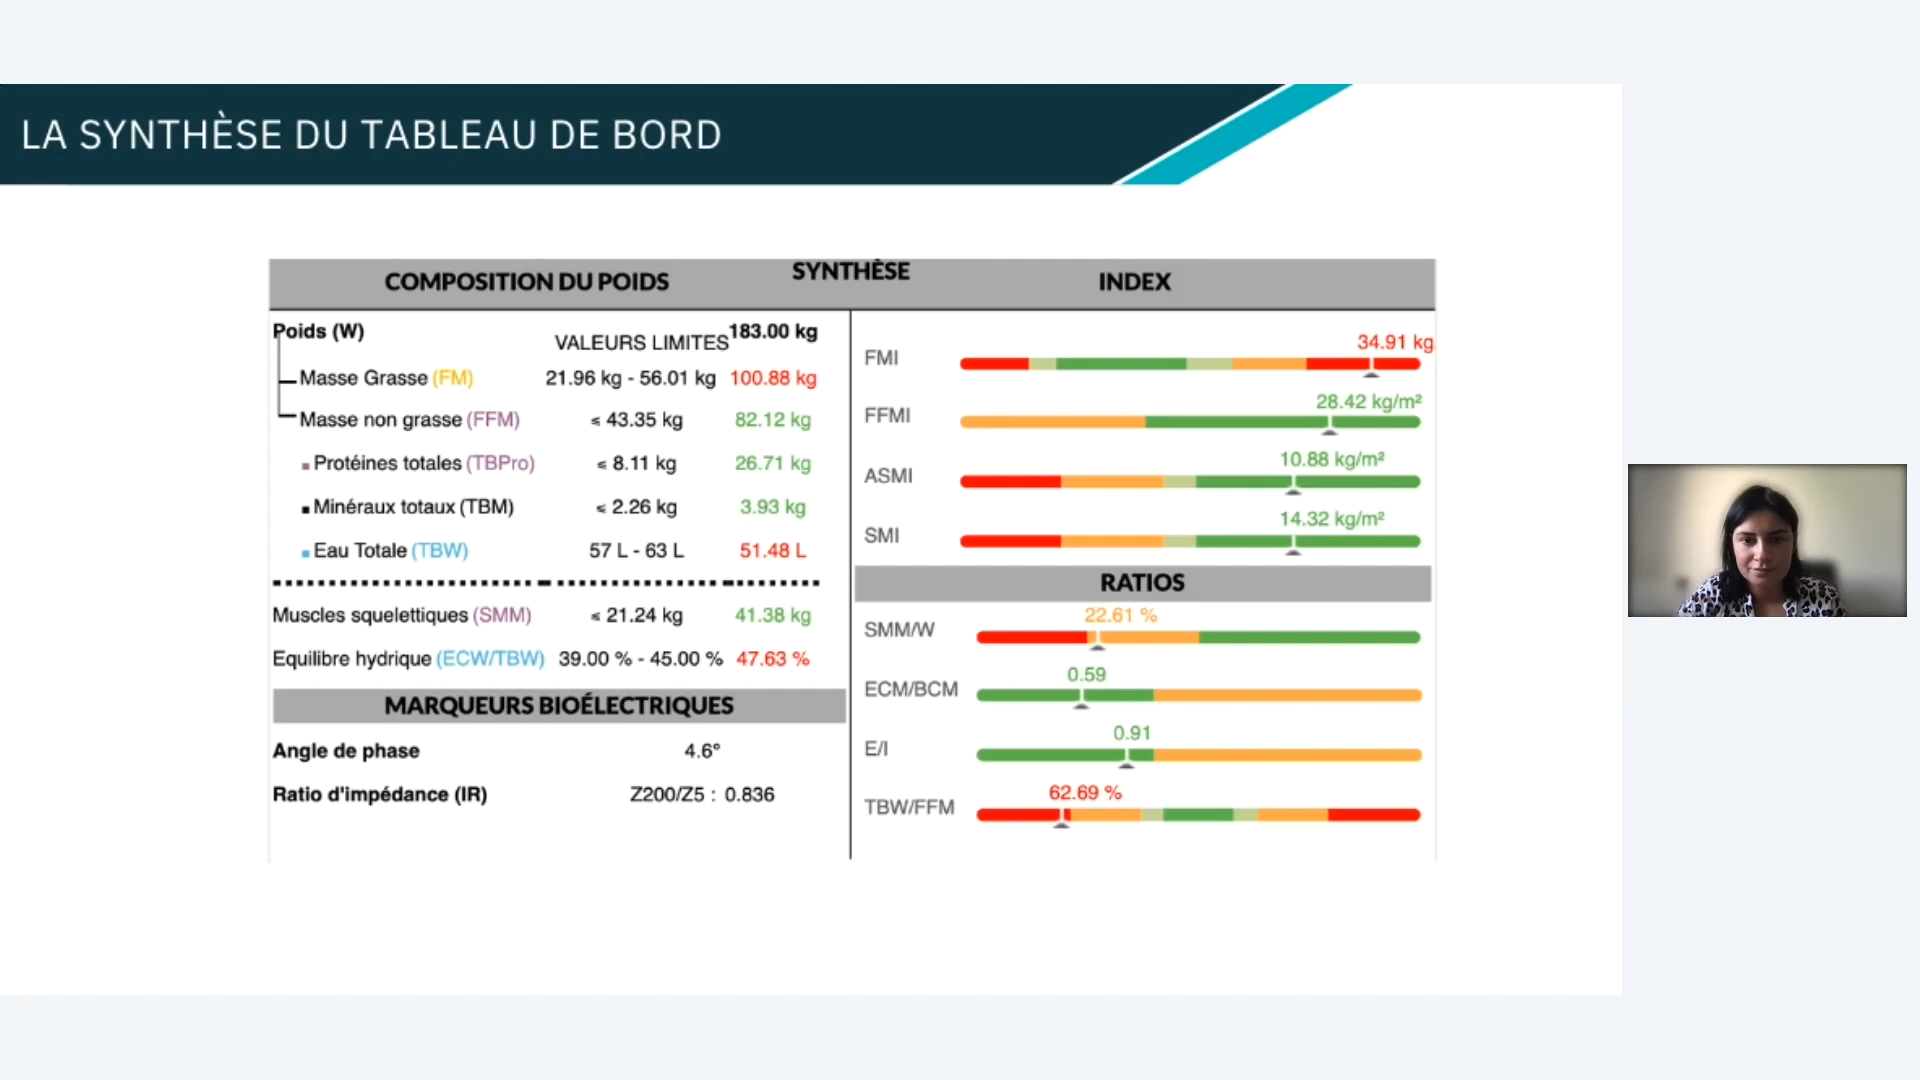 LA SYNTHÈSE DU TABLEAU DE BORD
SYNTHÈSE
COMPOSITION DU POIDS
INDEX
Poids (W) VALEURS LIMITES 183.00 kg
Masse Grasse (FM) 21.96 kg - 56.01 kg 100.88 kg
Masse non grasse (FFM) ≤ 43.35 kg 82.12 kg
Protéines totales (TBPro) ≤ 8.11 kg 26.71 kg
Minéraux totaux (TBM) ≤ 2.26 kg 3.93 kg
Eau Totale (TBW) 57 L - 63 L 51.48 L
Muscles squelettiques (SMM) ≤ 21.24 kg 41.38 kg
Equilibre hydrique (ECW/TBW) 39.00 % - 45.00 % 47.63 %
MARQUEURS BIOÉLECTRIQUES
Angle de phase 4.6°
Ratio d'impédance (IR) Z200/Z5 : 0.836
FMI 34.91 kg
FFMI 28.42 kg/m²
ASMI 10.88 kg/m²
SMI 14.32 kg/m²
RATIOS
SMM/W 22.61 %
ECM/BCM 0.59
E/I 0.91
TBW/FFM 62.69 %